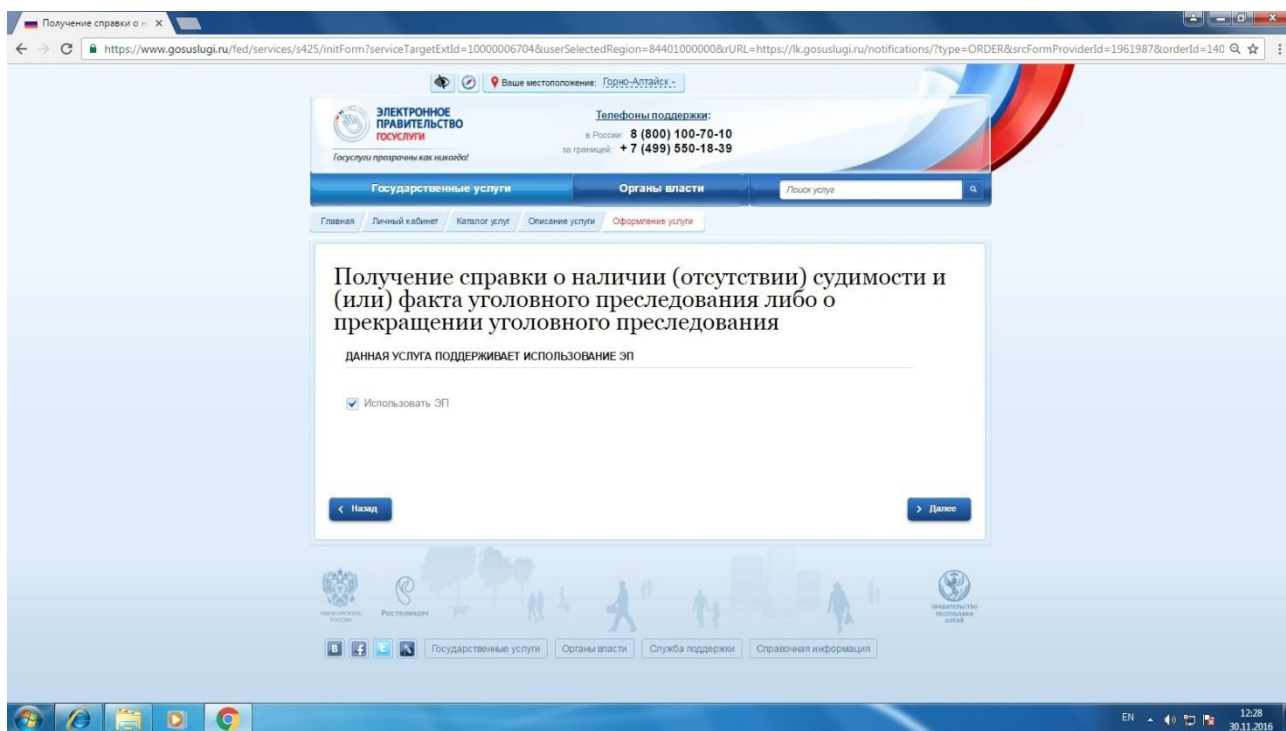 Получение справки о н
https://www.gosuslugi.ru/fed/services/s425/initForm?serviceTargetExtId=10000006704&userSelectedRegion=84401000000&rURL=https://lk.gosuslugi.ru/notifications/?type=ORDER&srcFormProviderId=1961987&orderId=140
Ваше местоположение: Горно-Алтайск
ЭЛЕКТРОННОЕ
ПРАВИТЕЛЬСТВО
ГОСУСЛУГИ
Госуслуги прозрачны как никогда!
Телефоны поддержки:
в России: 8 (800) 100-70-10
за границей: + 7 (499) 550-18-39
Государственные услуги
Органы власти
Поиск услуг
Главная
Личный кабинет
Каталог услуг
Описание услуги
Оформление услуги
Получение справки о наличии (отсутствии) судимости и
(или) факта уголовного преследования либо о
прекращении уголовного преследования
ДАННАЯ УСЛУГА ПОДДЕРЖИВАЕТ ИСПОЛЬЗОВАНИЕ ЭП
Использовать ЭП
Назад
Далее
Ростелеком
ПРАВИТЕЛЬСТВО
РЕСПУБЛИКИ
АЛТАЙ
Государственные услуги
Органы власти
Служба поддержки
Справочная информация
EN
12:28
30.11.2016